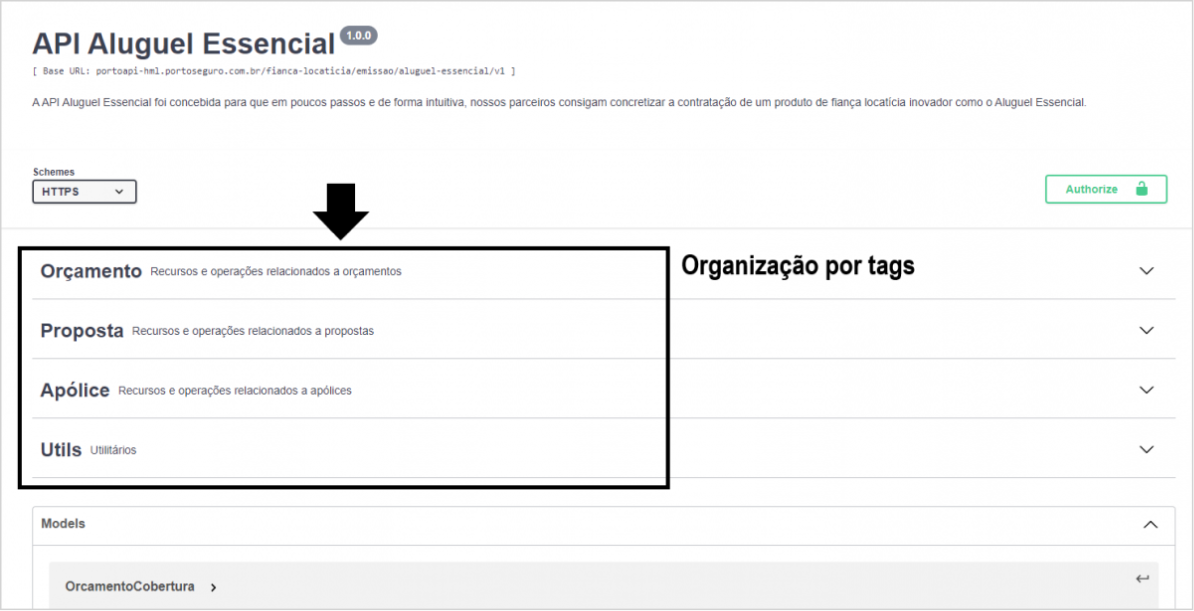 API Aluguel Essencial 1.0.0
[ Base URL: portoapi-hml.portoseguro.com.br/fianca-locaticia/emissao/aluguel-essencial/v1 ]
A API Aluguel Essencial foi concebida para que em poucos passos e de forma intuitiva, nossos parceiros consigam concretizar a contratação de um produto de fiança locatícia inovador como o Aluguel Essencial.
Schemes
HTTPS
Authorize
Orçamento Recursos e operações relacionados a orçamentos
Organização por tags
Proposta Recursos e operações relacionados a propostas
Apólice Recursos e operações relacionados a apólices
Utils Utilitários
Models
OrcamentoCobertura